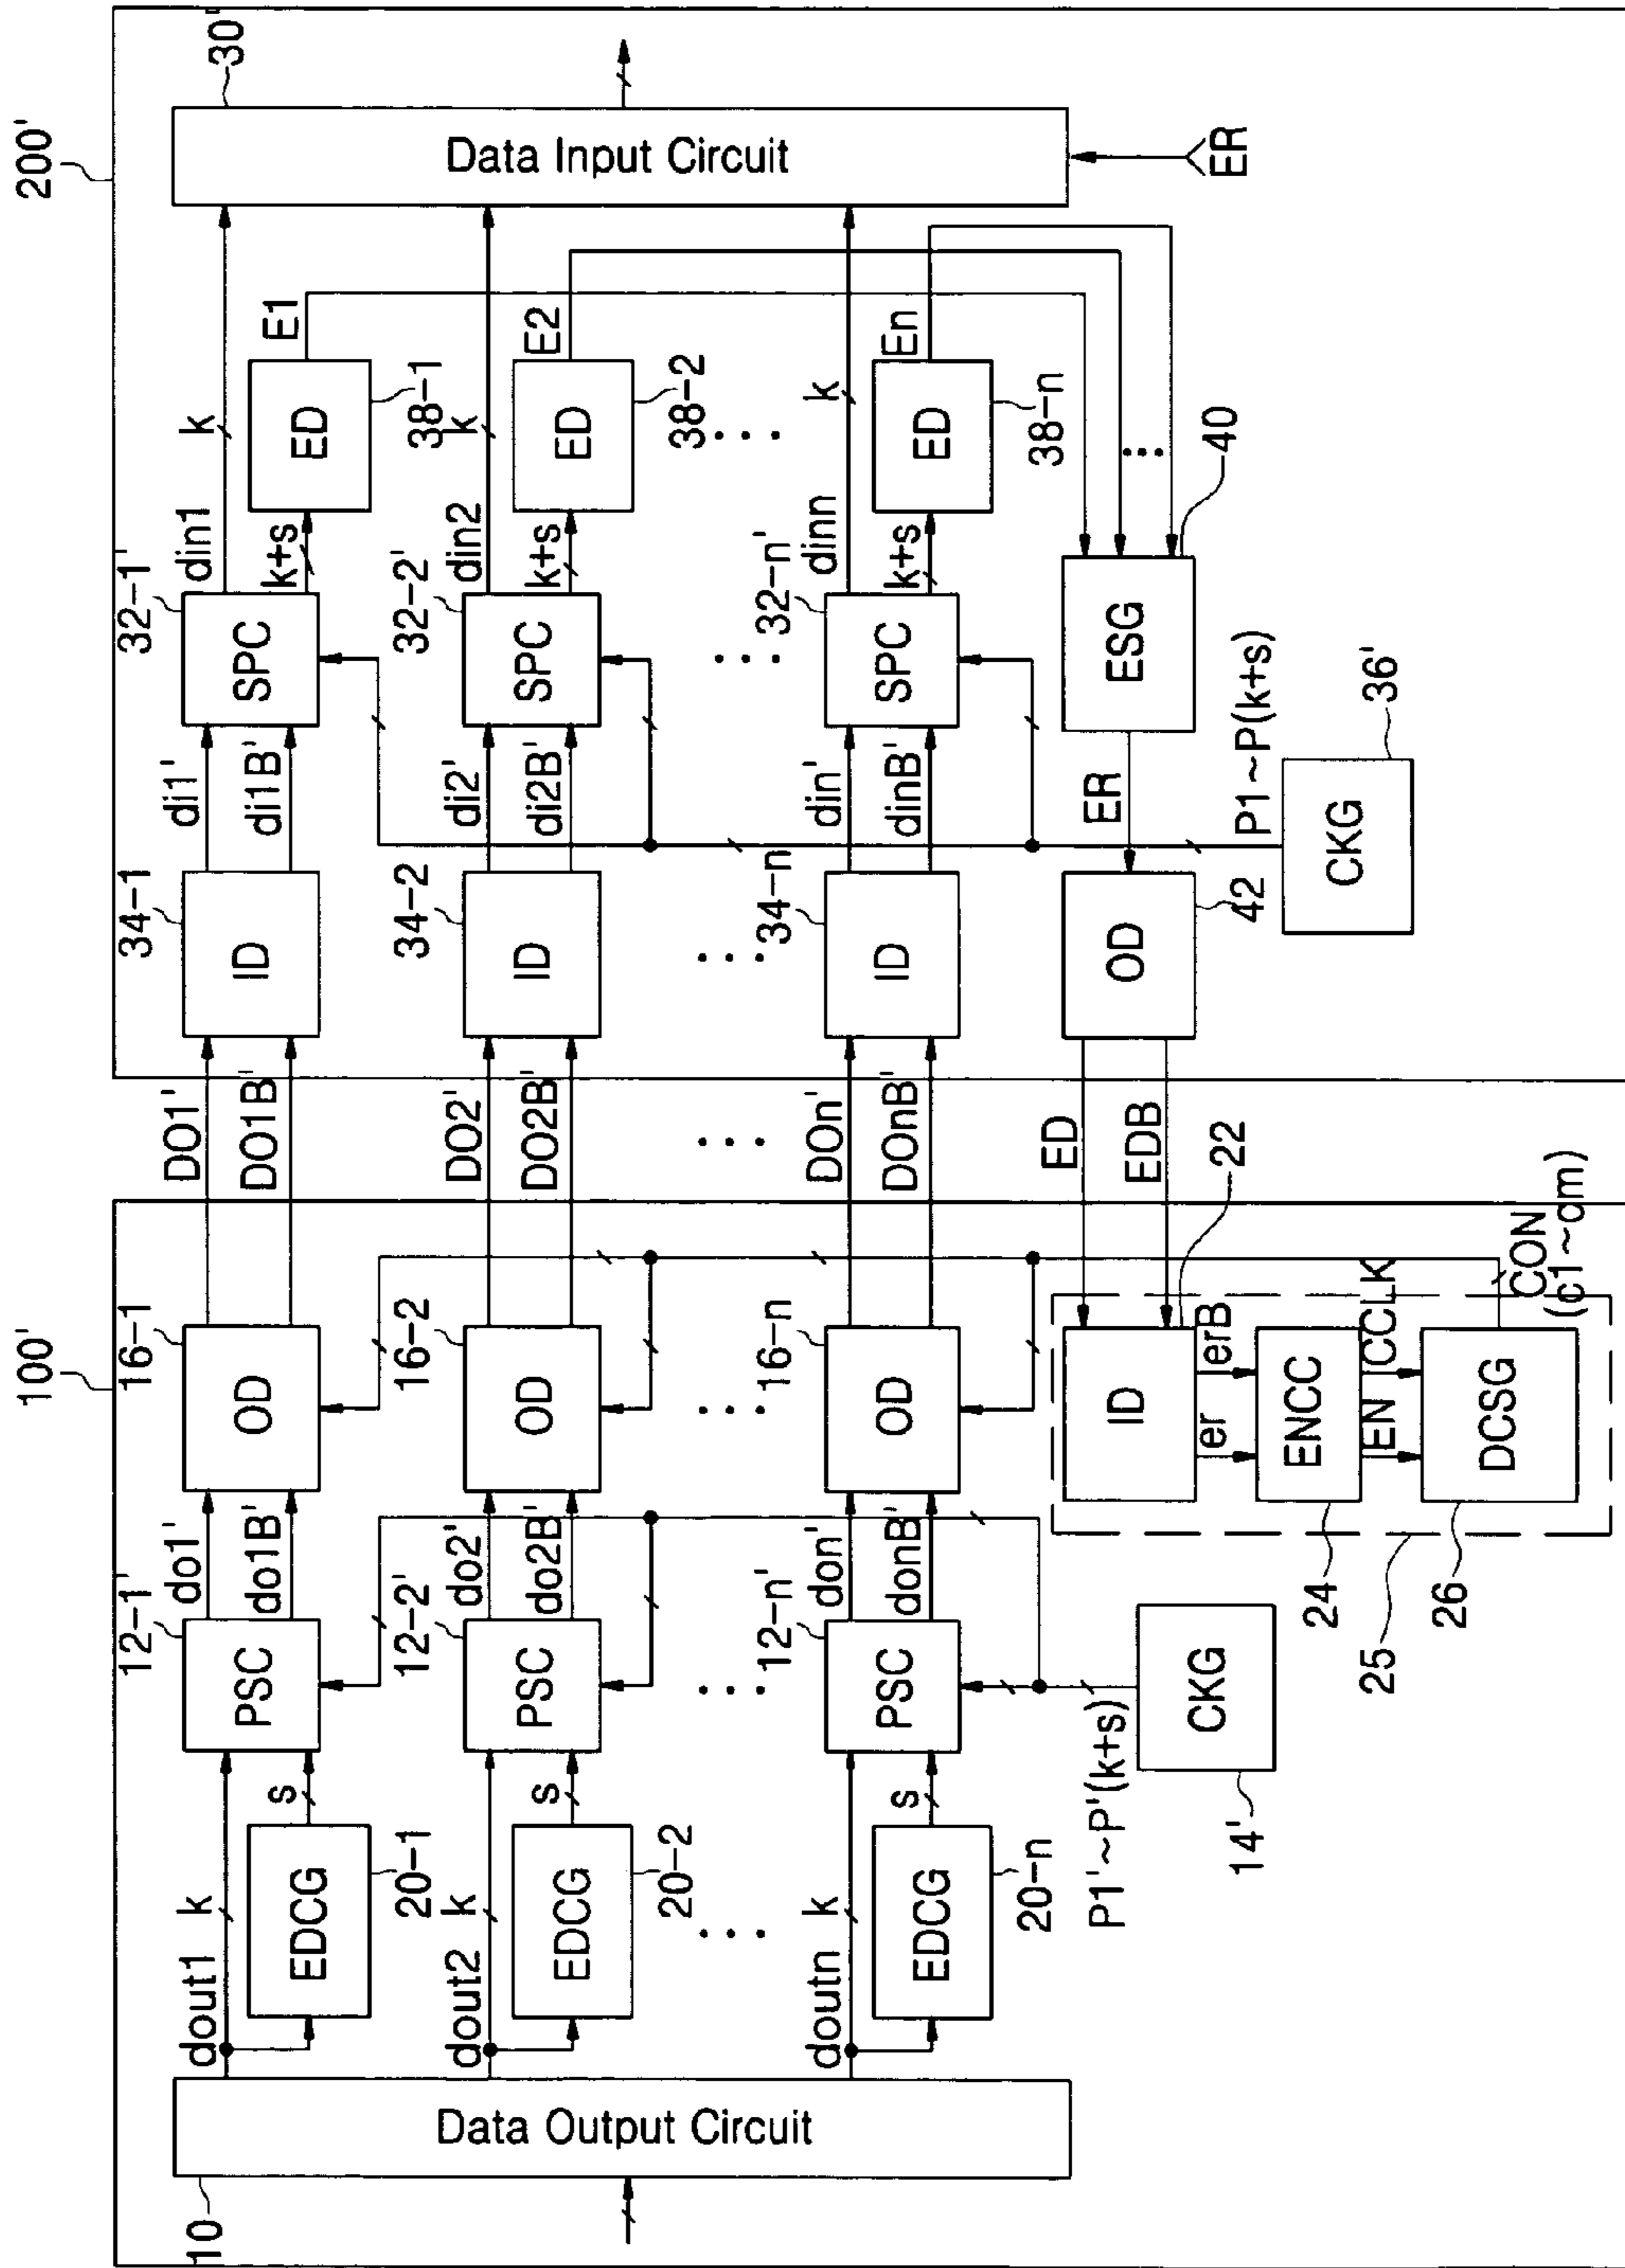 100'
200'
10
Data Output Circuit
dout1
k
EDCG
20-1
s
12-1'
PSC
do1'
do1B'
16-1
OD
DO1'
DO1B'
34-1
ID
di1'
di1B'
32-1'
SPC
din1
k
k+s
ED
38-1
E1
30'
Data Input Circuit
ER
dout2
k
EDCG
20-2
s
12-2'
PSC
do2'
do2B'
16-2
OD
DO2'
DO2B'
34-2
ID
di2'
di2B'
32-2'
SPC
din2
k
k+s
ED
38-2
E2
doutn
k
EDCG
20-n
s
12-n'
PSC
don'
donB'
16-n
OD
DOn'
DOnB'
34-n
ID
din'
dinB'
32-n'
SPC
dinn
k
k+s
ED
38-n
En
P1'~P'(k+s)
CKG
14'
ID
22
er
erB
ENCC
24
EN
CCLK
DCSG
26
25
CON
(c1~om)
ED
EDB
OD
42
ER
ESG
40
P1~P(k+s)
CKG
36'